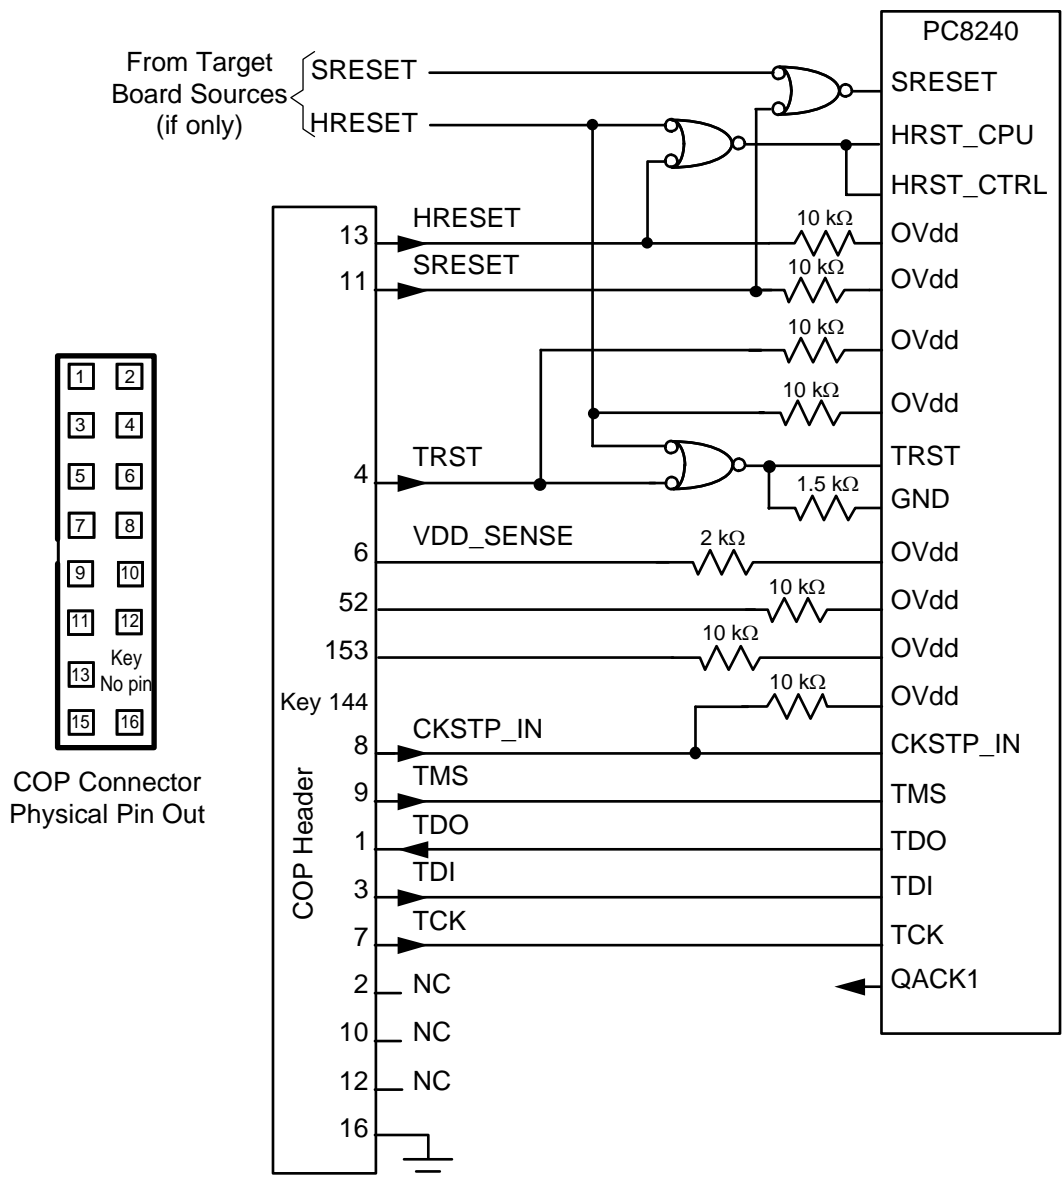 PC8240
From Target
Board Sources
(if only)
SRESET
HRESET
SRESET
HRST_CPU
HRST_CTRL
13
HRESET
10 kΩ
OVdd
11
SRESET
10 kΩ
OVdd
10 kΩ
OVdd
10 kΩ
OVdd
4
TRST
TRST
1.5 kΩ
GND
6
VDD_SENSE
2 kΩ
OVdd
52
10 kΩ
OVdd
153
10 kΩ
OVdd
Key 144
10 kΩ
OVdd
8
CKSTP_IN
CKSTP_IN
9
TMS
TMS
1
TDO
TDO
3
TDI
TDI
7
TCK
TCK
QACK1
2
NC
10
NC
12
NC
16
COP Header
1 2
3 4
5 6
7 8
9 10
11 12
13 Key
No pin
15 16
COP Connector
Physical Pin Out